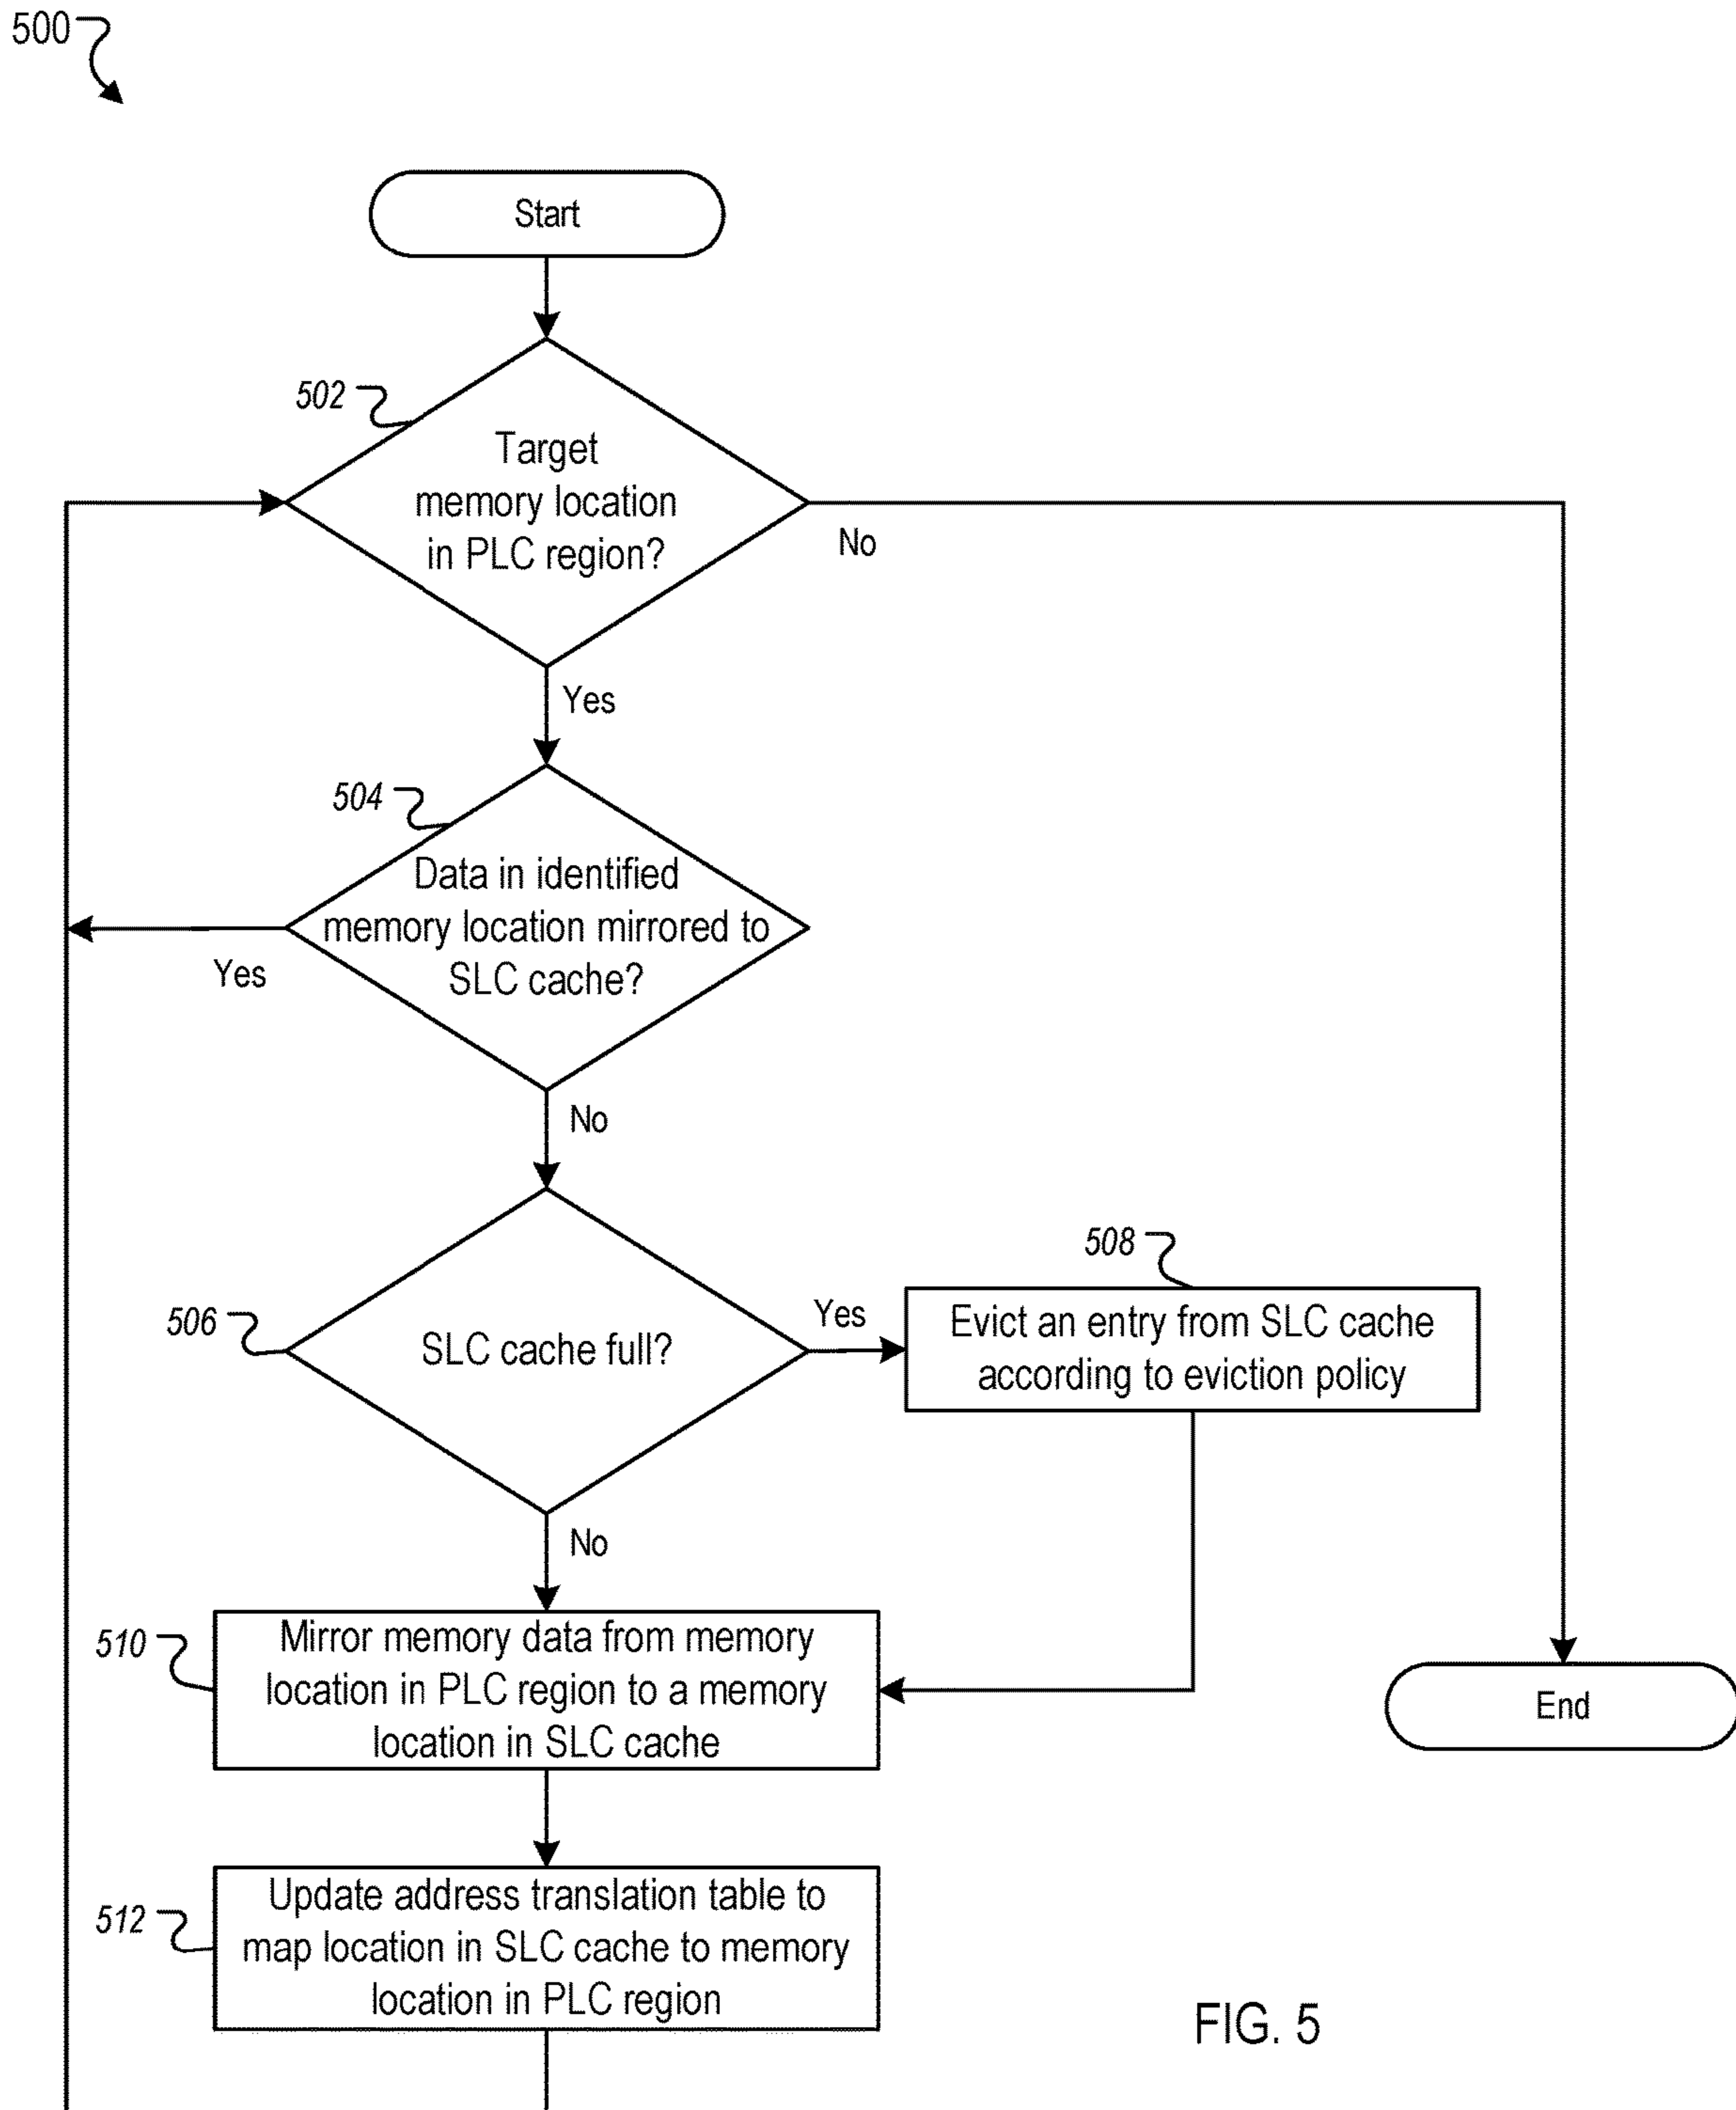 500
Start
502
Target
memory location
in PLC region?
No
Yes
504
Data in identified
memory location mirrored to
SLC cache?
Yes
No
508
506
SLC cache full?
Yes
Evict an entry from SLC cache
according to eviction policy
No
510
Mirror memory data from memory
location in PLC region to a memory
location in SLC cache
End
512
Update address translation table to
map location in SLC cache to memory
location in PLC region
FIG. 5